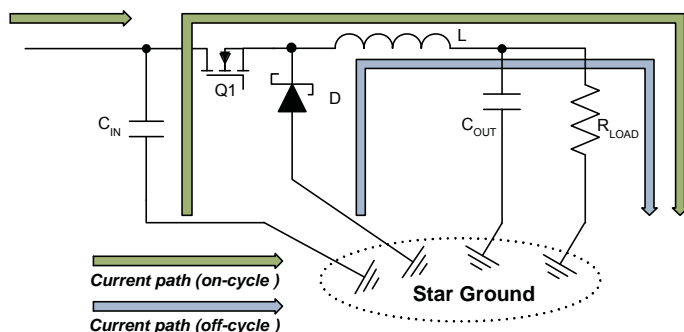 L
Q1
D
C_IN
C_OUT
R_LOAD
Star Ground
Current path (on-cycle )
Current path (off-cycle )